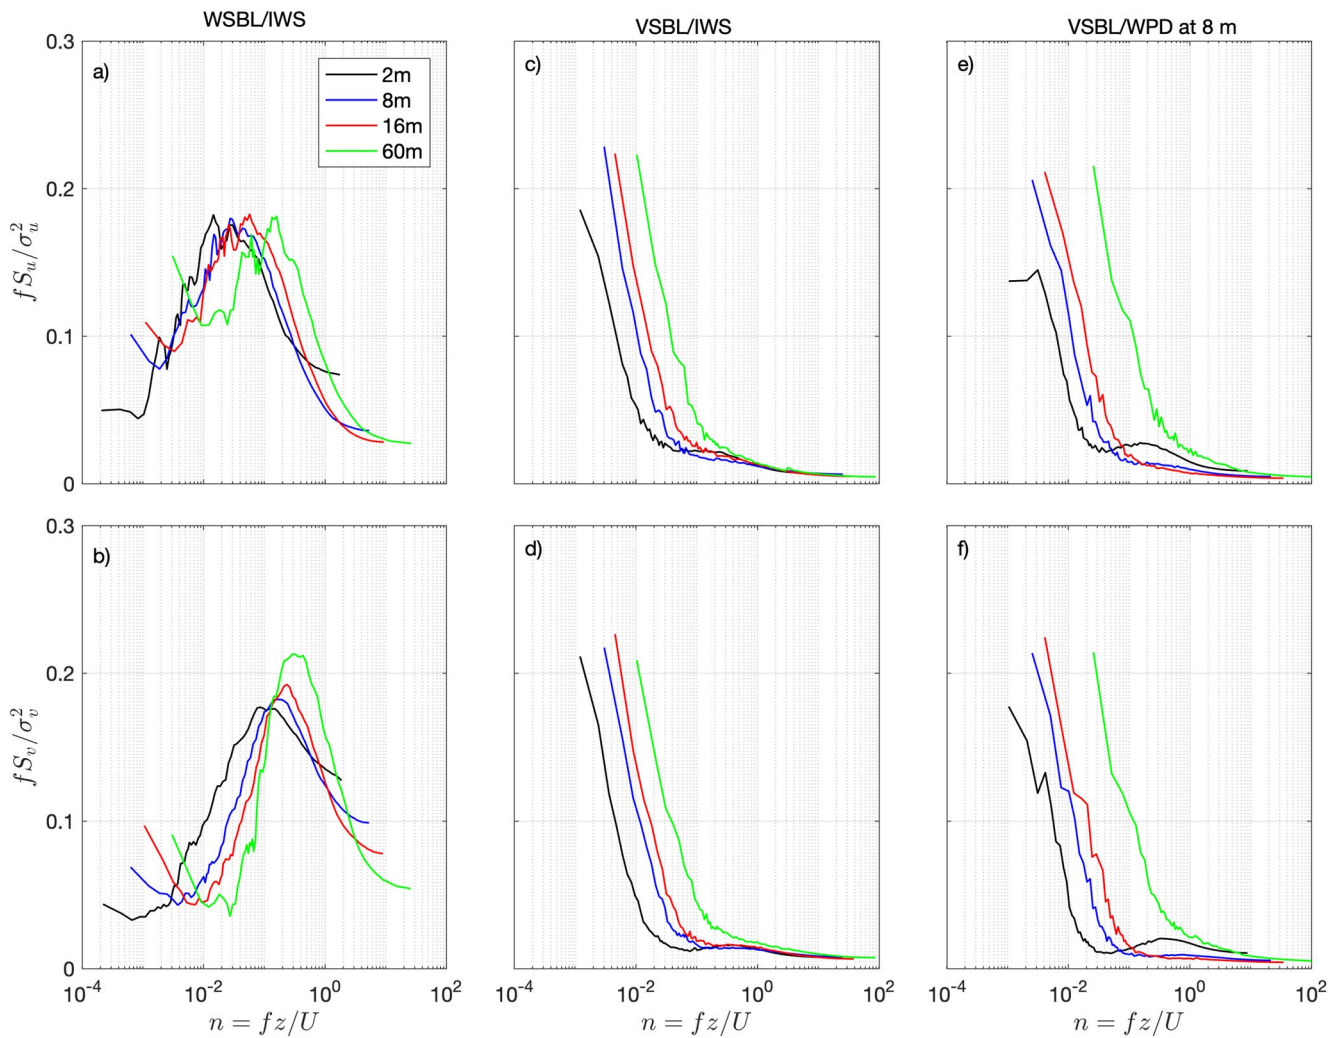 WSBL/IWS
VSBL/IWS
VSBL/WPD at 8 m
0.3
a)
c)
e)
2m
8m
16m
60m
0.2
fS_u/σ_u^2
0.1
0
0.3
b)
d)
f)
0.2
fS_v/σ_v^2
0.1
0
10^-4 10^-2 10^0 10^2
10^-4 10^-2 10^0 10^2
10^-4 10^-2 10^0 10^2
n = fz/U
n = fz/U
n = fz/U